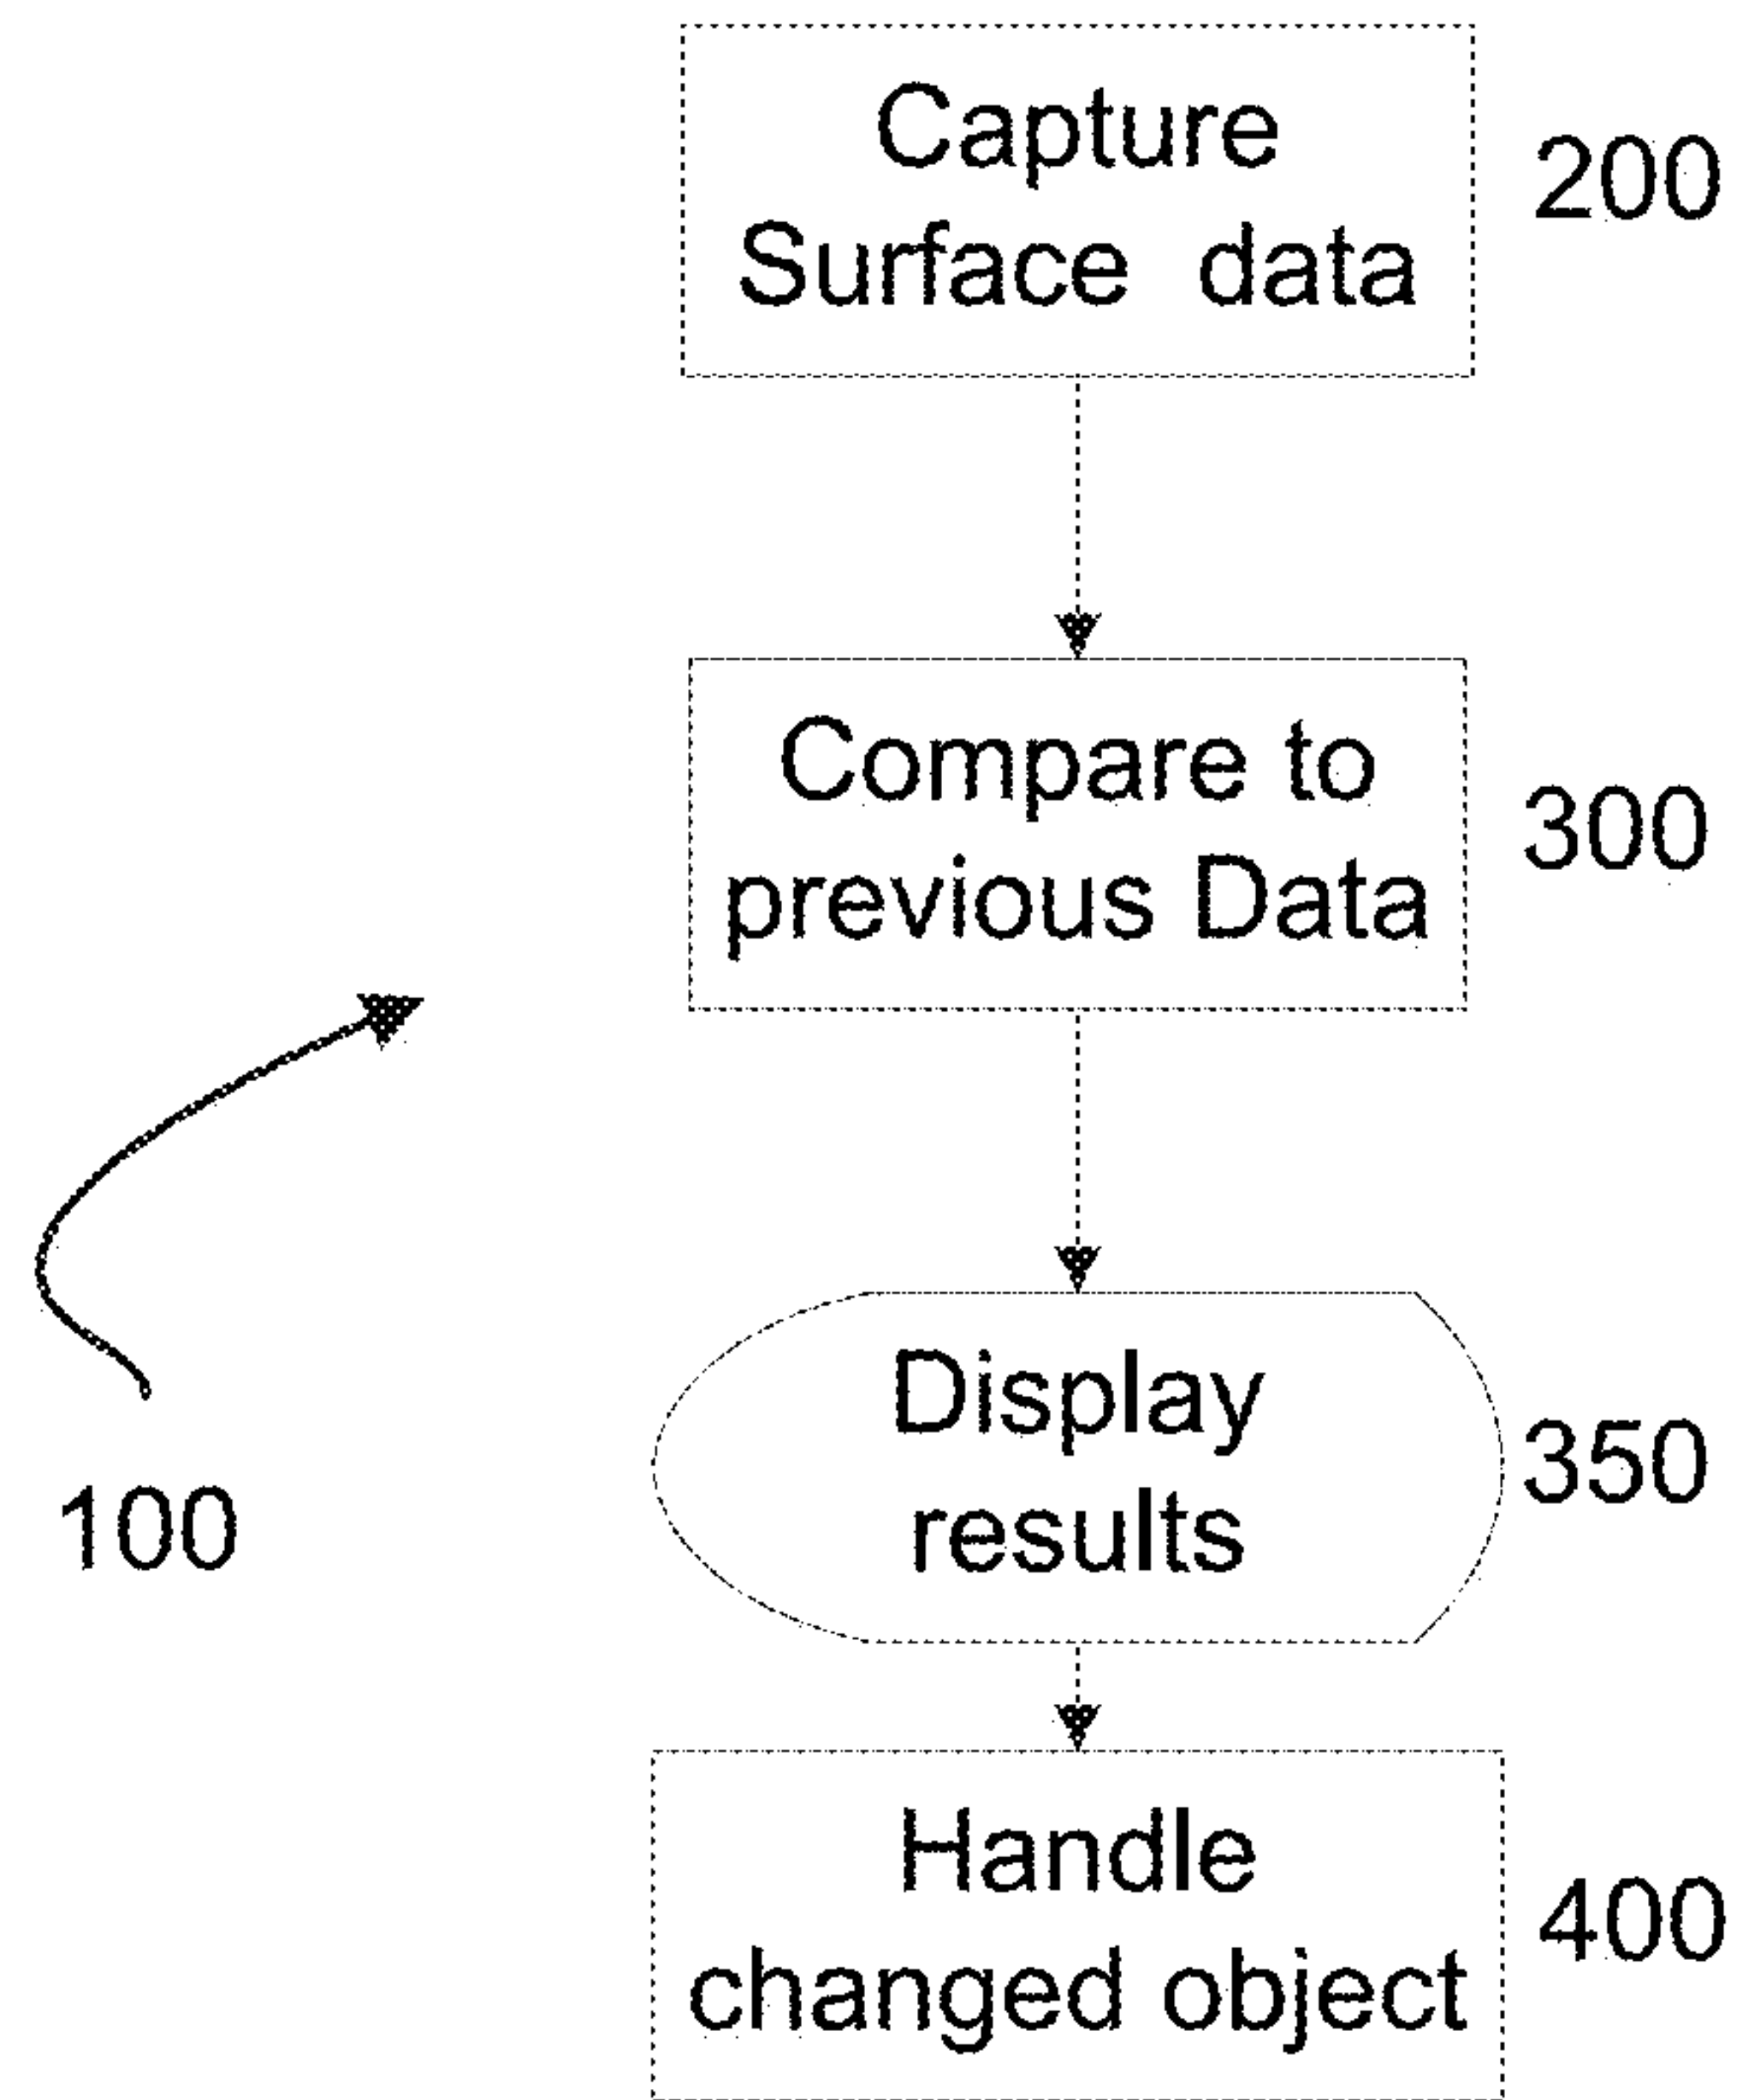 Capture
Surface data
200
Compare to
previous Data
300
Display
results
350
100
Handle
changed object
400